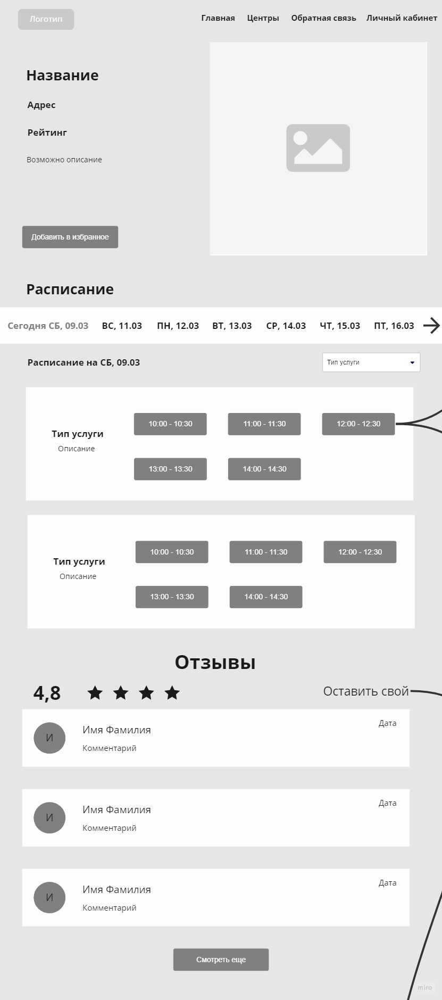 Логотип
Главная Центры Обратная связь Личный кабинет
Название
Адрес
Рейтинг
Возможно описание
Добавить в избранное
Расписание
Сегодня СБ, 09.03 ВС, 11.03 ПН, 12.03 ВТ, 13.03 СР, 14.03 ЧТ, 15.03 ПТ, 16.03
Расписание на СБ, 09.03
Тип услуги
10:00 - 10:30 11:00 - 11:30 12:00 - 12:30
Тип услуги
Описание
13:00 - 13:30 14:00 - 14:30
10:00 - 10:30 11:00 - 11:30 12:00 - 12:30
Тип услуги
Описание
13:00 - 13:30 14:00 - 14:30
Отзывы
4,8
Оставить свой
Дата
И
Имя Фамилия
Комментарий
Дата
И
Имя Фамилия
Комментарий
Дата
И
Имя Фамилия
Комментарий
Смотреть еще
miro